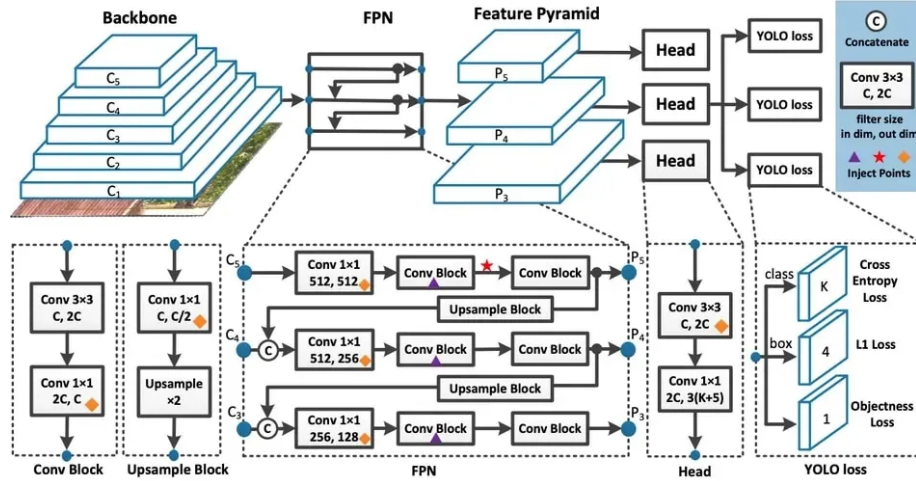 Backbone
FPN
Feature Pyramid
C5
C4
C3
C2
C1
P5
P4
P3
Head
Head
Head
YOLO loss
YOLO loss
YOLO loss
C
Concatenate
Conv 3×3
C, 2C
filter size
in dim, out dim
Inject Points
Conv 3×3
C, 2C
Conv 1×1
2C, C
Conv Block
Conv 1×1
C, C/2
Upsample
×2
Upsample Block
C5
Conv 1×1
512, 512
Conv Block
Conv Block
P5
Upsample Block
C4
C
Conv 1×1
512, 256
Conv Block
Conv Block
P4
Upsample Block
C3
C
Conv 1×1
256, 128
Conv Block
Conv Block
P3
FPN
Conv 3×3
C, 2C
Conv 1×1
2C, 3(K+5)
Head
class
K
Cross
Entropy
Loss
box
4
L1 Loss
1
Objectness
Loss
YOLO loss